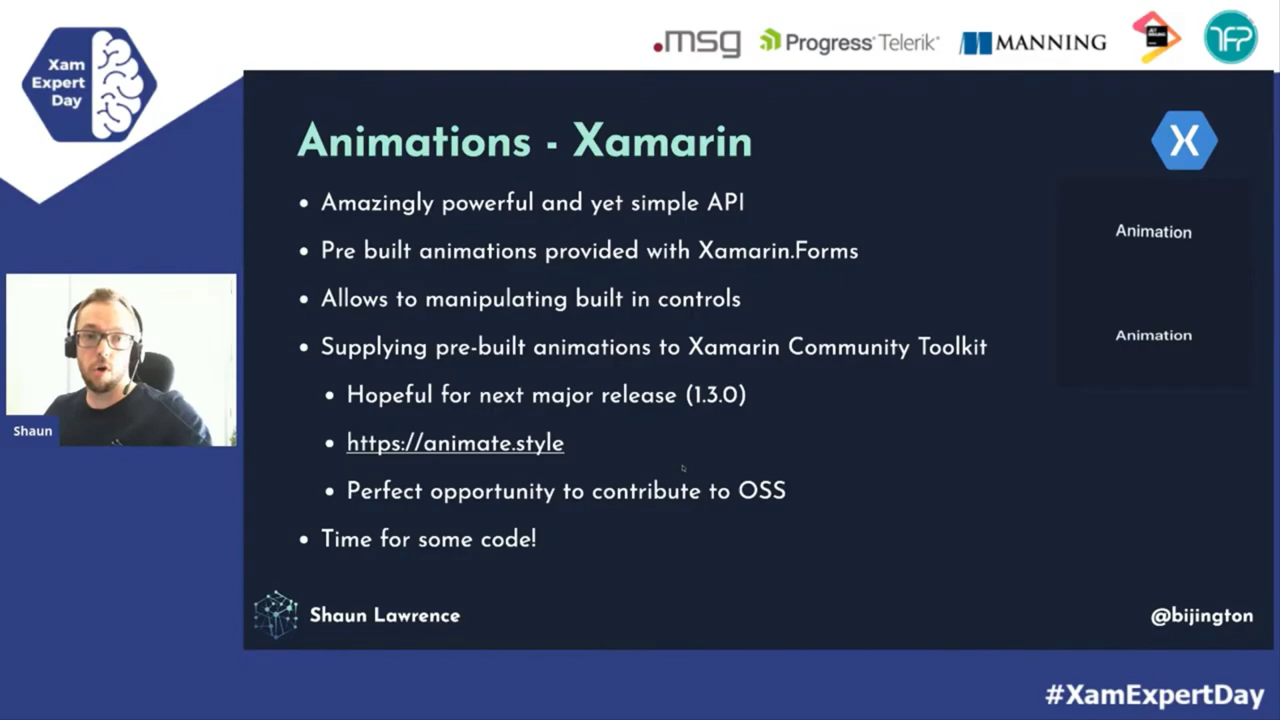 Xam
Expert
Day
.msg
Progress Telerik
MANNING
TFP
Animations - Xamarin
X
Amazingly powerful and yet simple API
Pre built animations provided with Xamarin.Forms
Allows to manipulating built in controls
Supplying pre-built animations to Xamarin Community Toolkit
Hopeful for next major release (1.3.0)
https://animate.style
Perfect opportunity to contribute to OSS
Time for some code!
Animation
Animation
Shaun
Shaun Lawrence
@bijington
#XamExpertDay